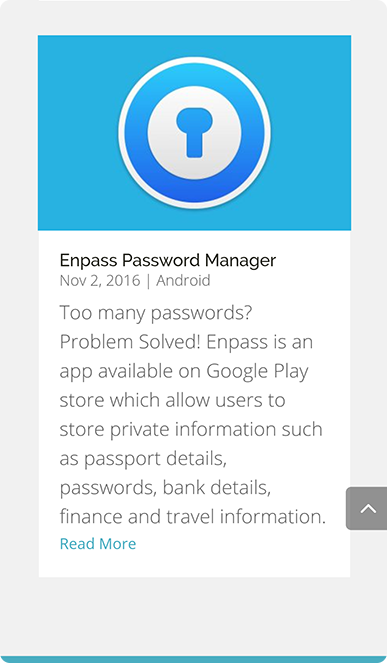 Enpass Password Manager
Nov 2, 2016 | Android
Too many passwords?
Problem Solved! Enpass is an
app available on Google Play
store which allow users to
store private information such
as passport details,
passwords, bank details,
finance and travel information.
Read More